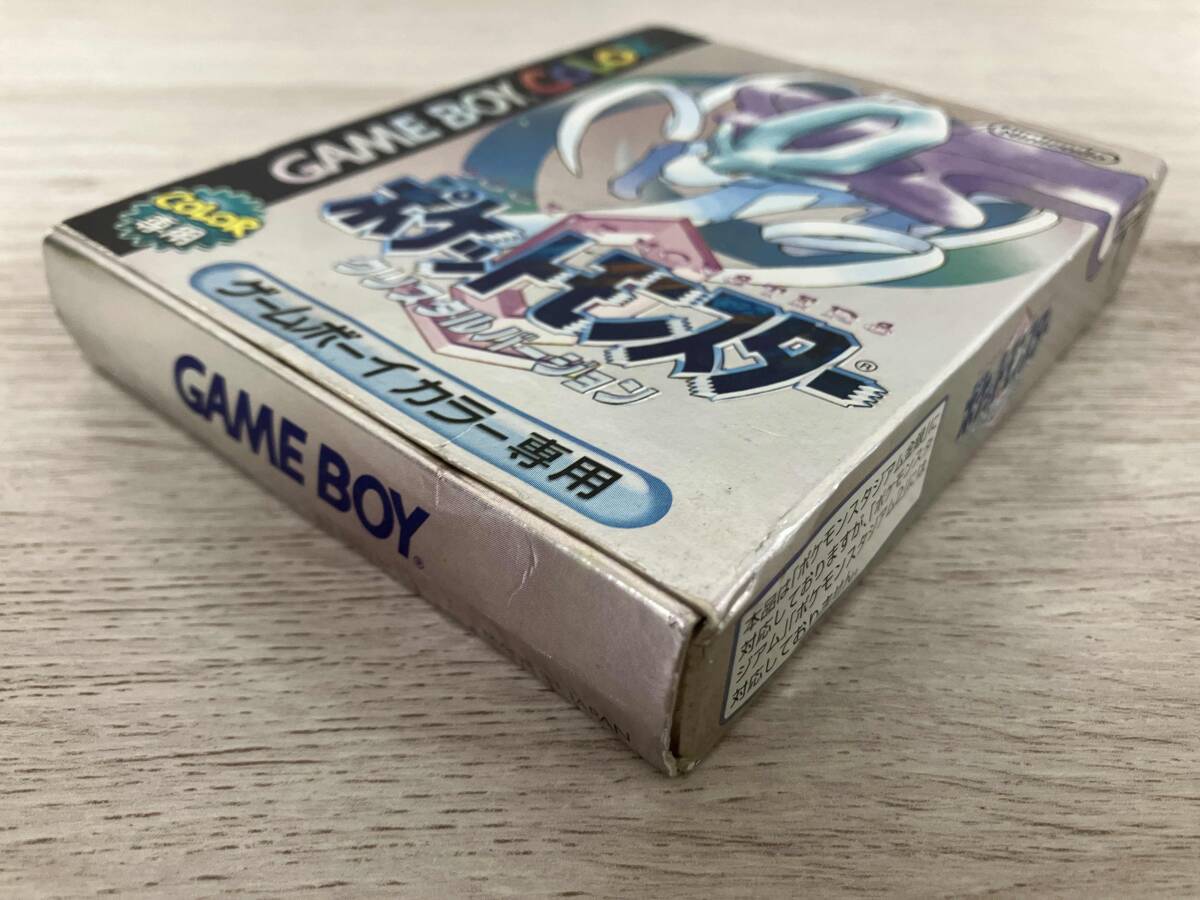 GAME BOY COLOR
COLOR
専用
Nintendo
ポケットモンスター®
クリスタルバージョン
ゲームボーイカラー専用
GAME BOY®
JAPAN
本品は「ポケモンスタジアム金銀」に
対応しておりますが、「ポケモンスタ
ジアム」「ポケモンスタジアム2」には
対応しておりません。